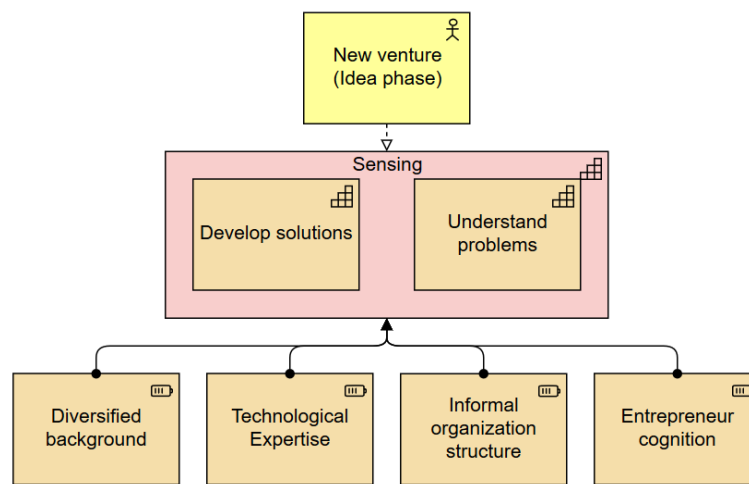 New venture
(Idea phase)
Sensing
Develop solutions
Understand
problems
Diversified
background
Technological
Expertise
Informal
organization
structure
Entrepreneur
cognition